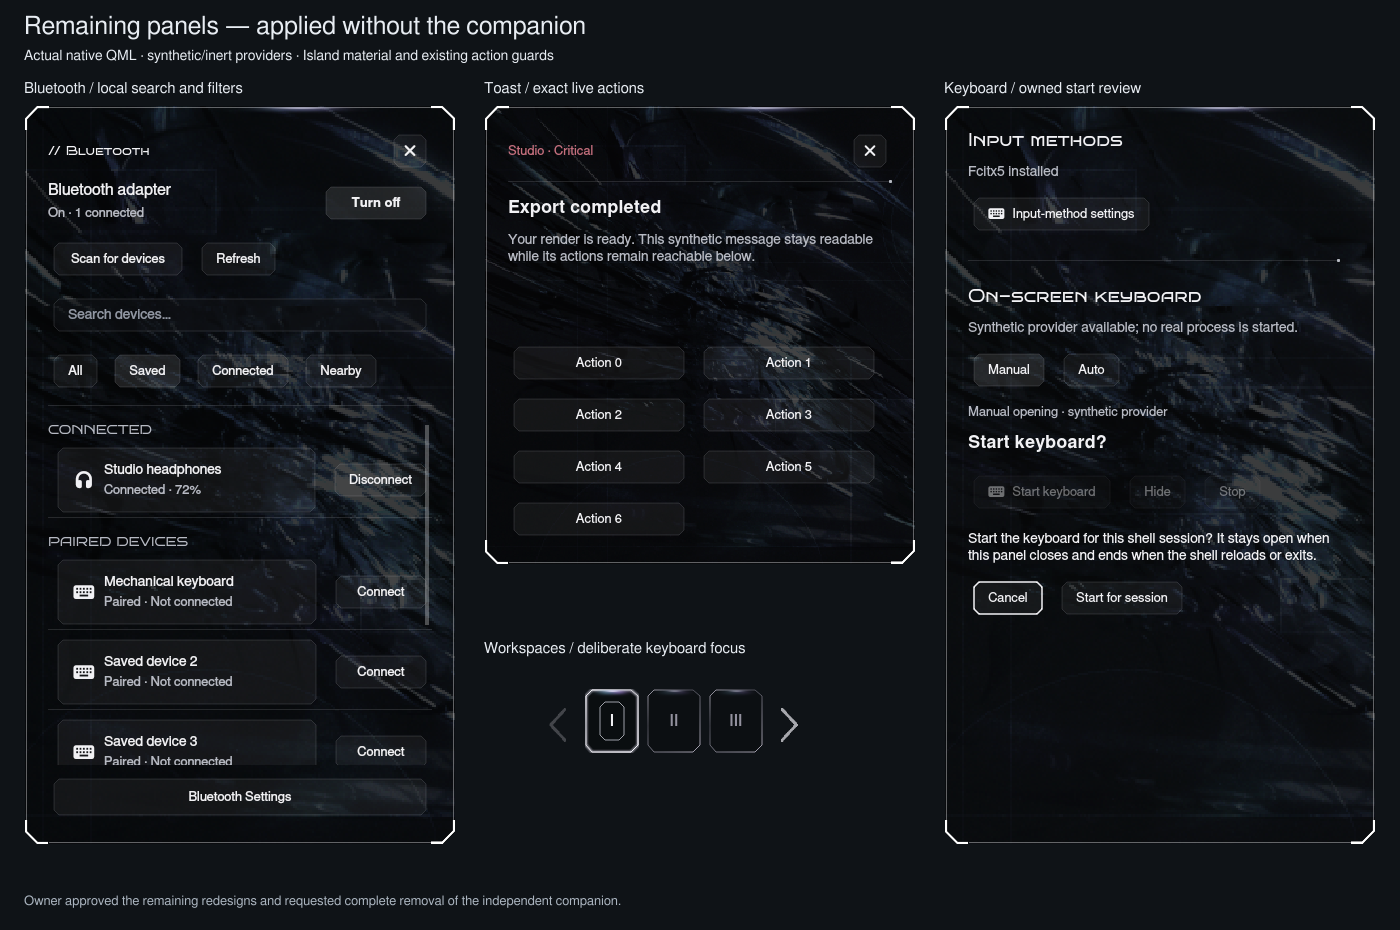 Remaining panels — applied without the companion
Actual native QML · synthetic/inert providers · Island material and existing action guards
Bluetooth / local search and filters
// Bluetooth
Bluetooth adapter
On · 1 connected
Turn off
Scan for devices
Refresh
Search devices...
All
Saved
Connected
Nearby
CONNECTED
Studio headphones
Connected · 72%
Disconnect
PAIRED DEVICES
Mechanical keyboard
Paired · Not connected
Connect
Saved device 2
Paired · Not connected
Connect
Saved device 3
Paired · Not connected
Connect
Bluetooth Settings
Toast / exact live actions
Studio · Critical
Export completed
Your render is ready. This synthetic message stays readable
while its actions remain reachable below.
Action 0
Action 1
Action 2
Action 3
Action 4
Action 5
Action 6
Workspaces / deliberate keyboard focus
I
II
III
Keyboard / owned start review
Input methods
Fcitx5 installed
Input-method settings
On-screen keyboard
Synthetic provider available; no real process is started.
Manual
Auto
Manual opening · synthetic provider
Start keyboard?
Start keyboard
Hide
Stop
Start the keyboard for this shell session? It stays open when
this panel closes and ends when the shell reloads or exits.
Cancel
Start for session
Owner approved the remaining redesigns and requested complete removal of the independent companion.